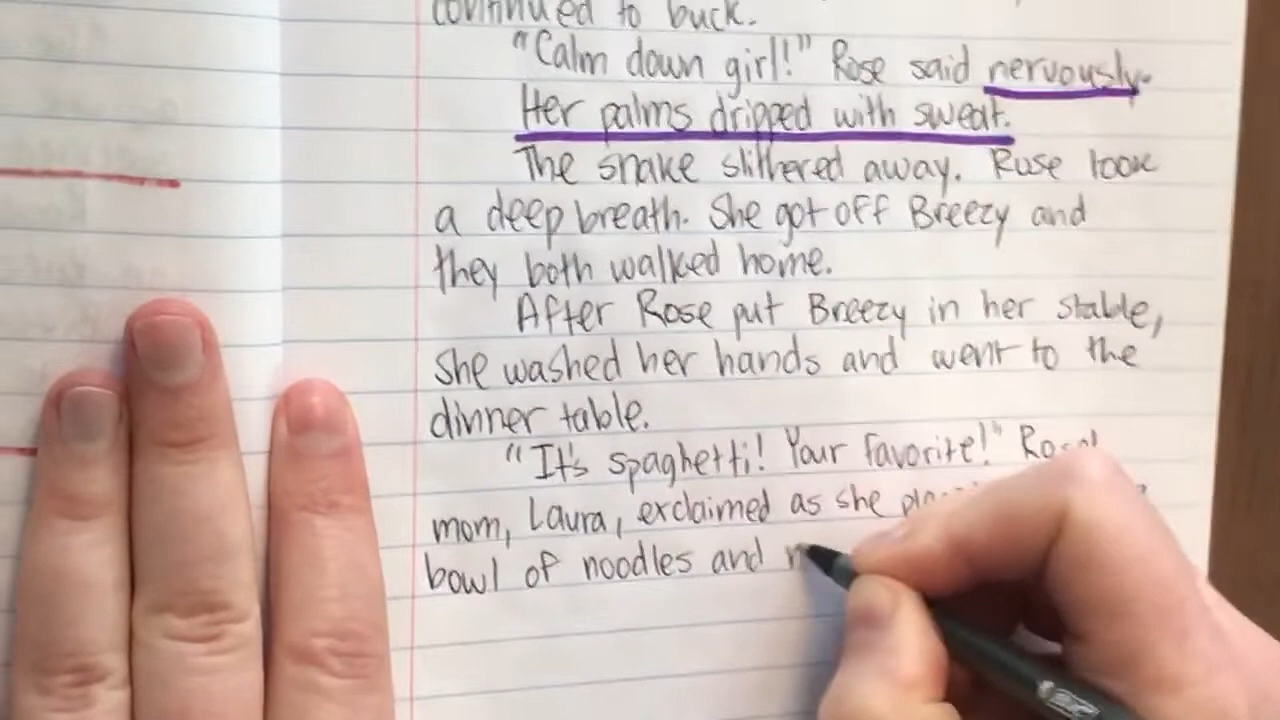 continued to buck.
"Calm down girl!" Rose said nervously.
Her palms dripped with sweat.
The snake slithered away. Rose took
a deep breath. She got off Breezy and
they both walked home.
After Rose put Breezy in her stable,
she washed her hands and went to the
dinner table.
"It's spaghetti! Your favorite!"
mom, Laura, exclaimed as she
bowl of noodles and
BIC